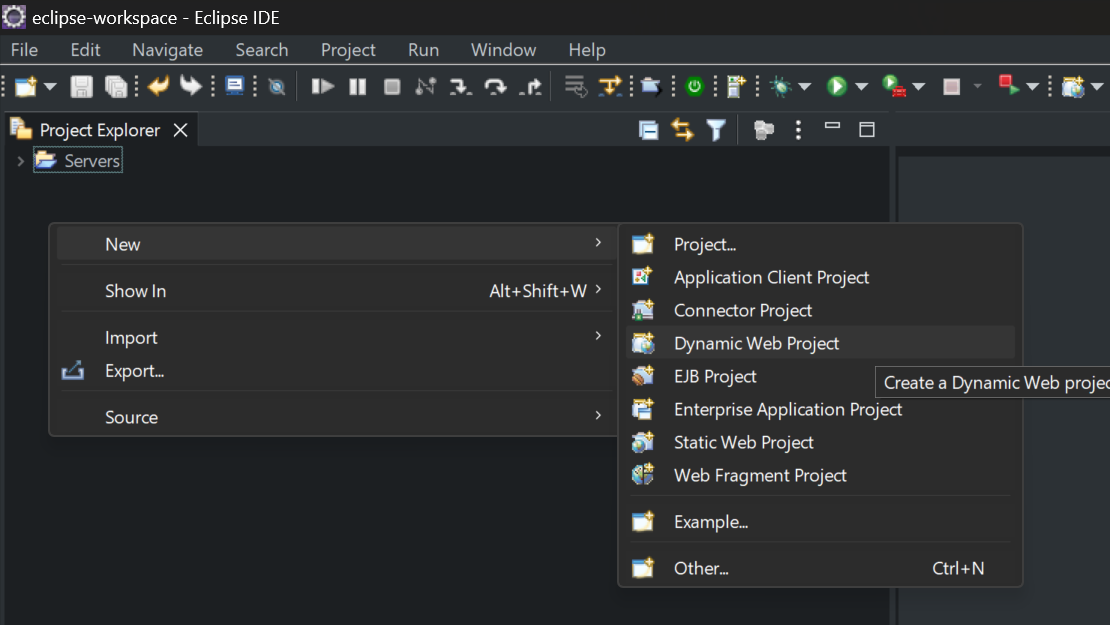 eclipse-workspace - Eclipse IDE
File Edit Navigate Search Project Run Window Help
Project Explorer
Servers
New
Show In Alt+Shift+W
Import
Export...
Source
Project...
Application Client Project
Connector Project
Dynamic Web Project
EJB Project
Create a Dynamic Web projec
Enterprise Application Project
Static Web Project
Web Fragment Project
Example...
Other... Ctrl+N